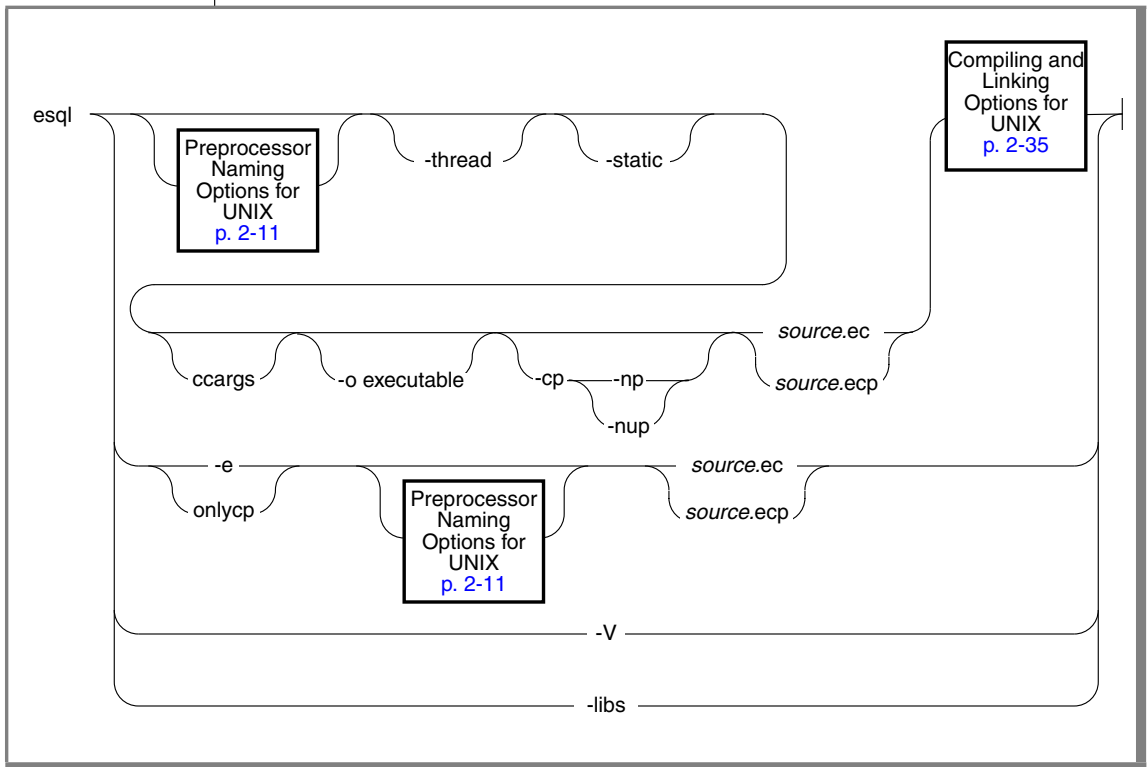 Compiling and
Linking
Options for
UNIX
p. 2-35
esql
Preprocessor
Naming
Options for
UNIX
p. 2-11
-thread
-static
source.ec
ccargs
-o executable
-cp
-np
source.ecp
-nup
-e
source.ec
onlycp
Preprocessor
Naming
Options for
UNIX
p. 2-11
source.ecp
-V
-libs